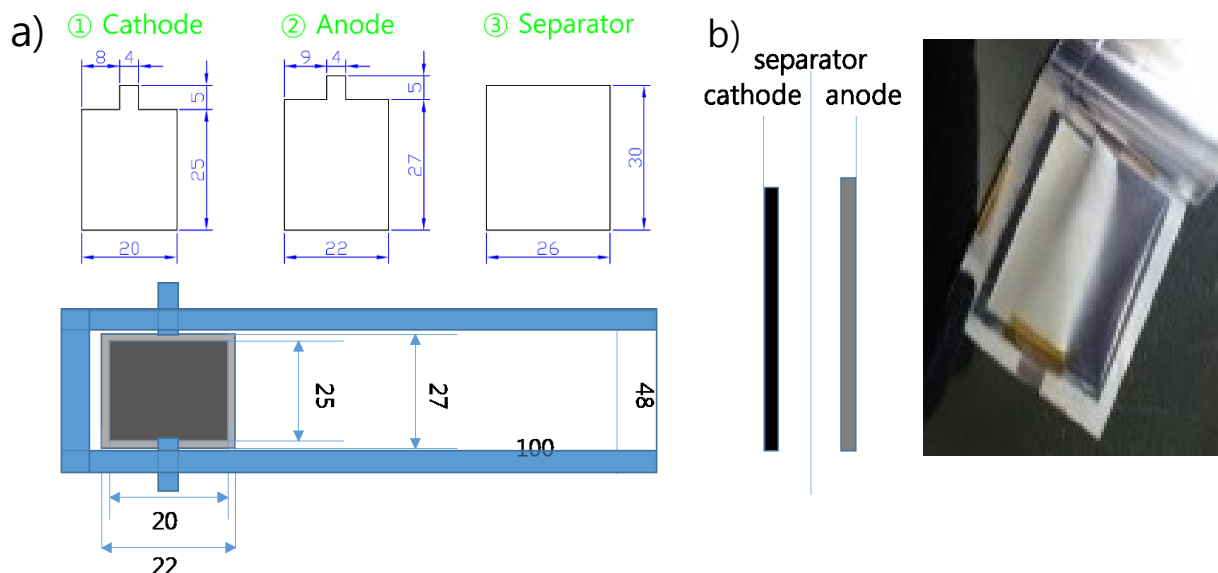 a)
① Cathode
② Anode
③ Separator
8 4
5
25
20
9 4
5
27
22
30
26
25
27
48
100
20
22
b)
separator
cathode
anode